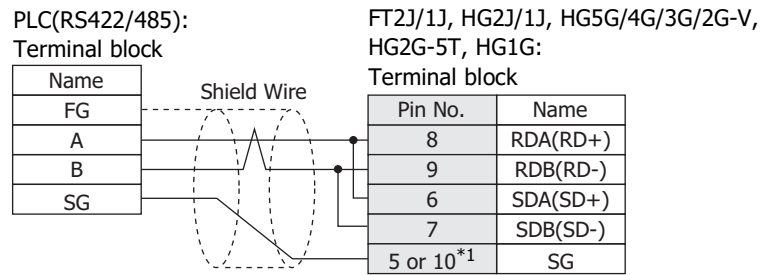 PLC(RS422/485):
Terminal block
Name
FG
A
B
SG
Shield Wire
FT2J/1J, HG2J/1J, HG5G/4G/3G/2G-V,
HG2G-5T, HG1G:
Terminal block
Pin No. Name
8 RDA(RD+)
9 RDB(RD-)
6 SDA(SD+)
7 SDB(SD-)
5 or 10*1 SG